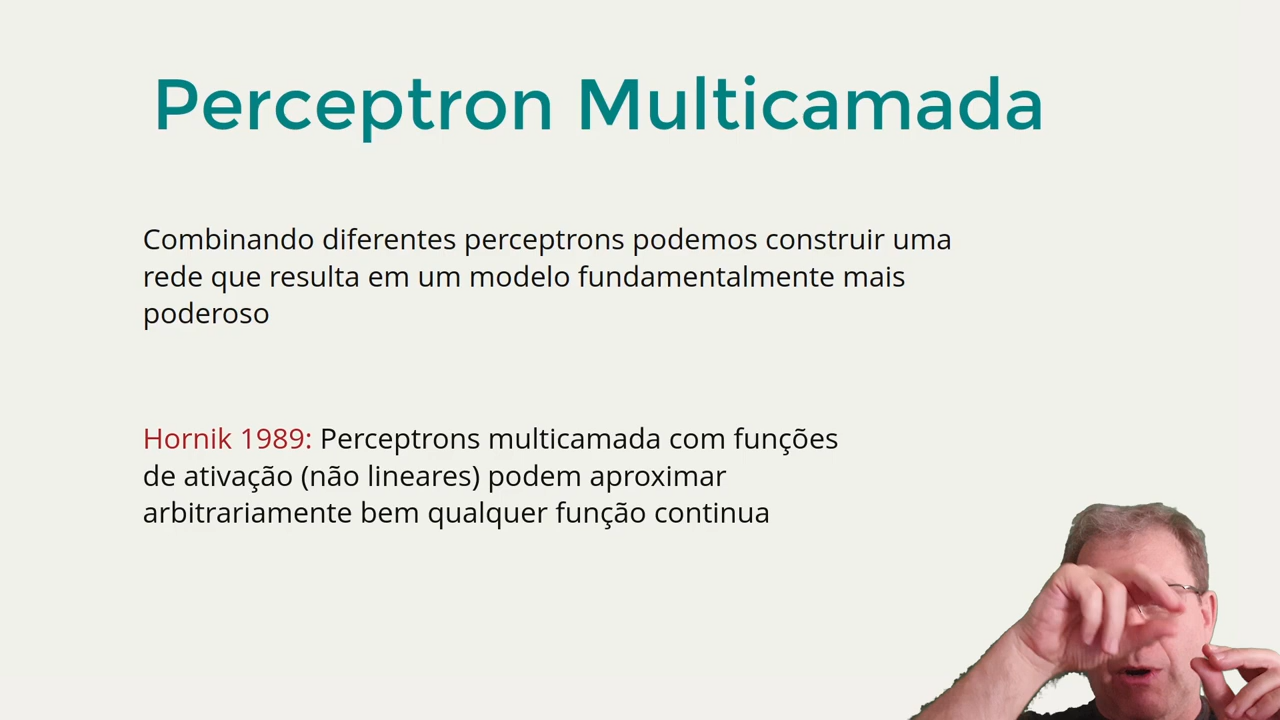 Perceptron Multicamada
Combinando diferentes perceptrons podemos construir uma
rede que resulta em um modelo fundamentalmente mais
poderoso
Hornik 1989: Perceptrons multicamada com funções
de ativação (não lineares) podem aproximar
arbitrariamente bem qualquer função continua